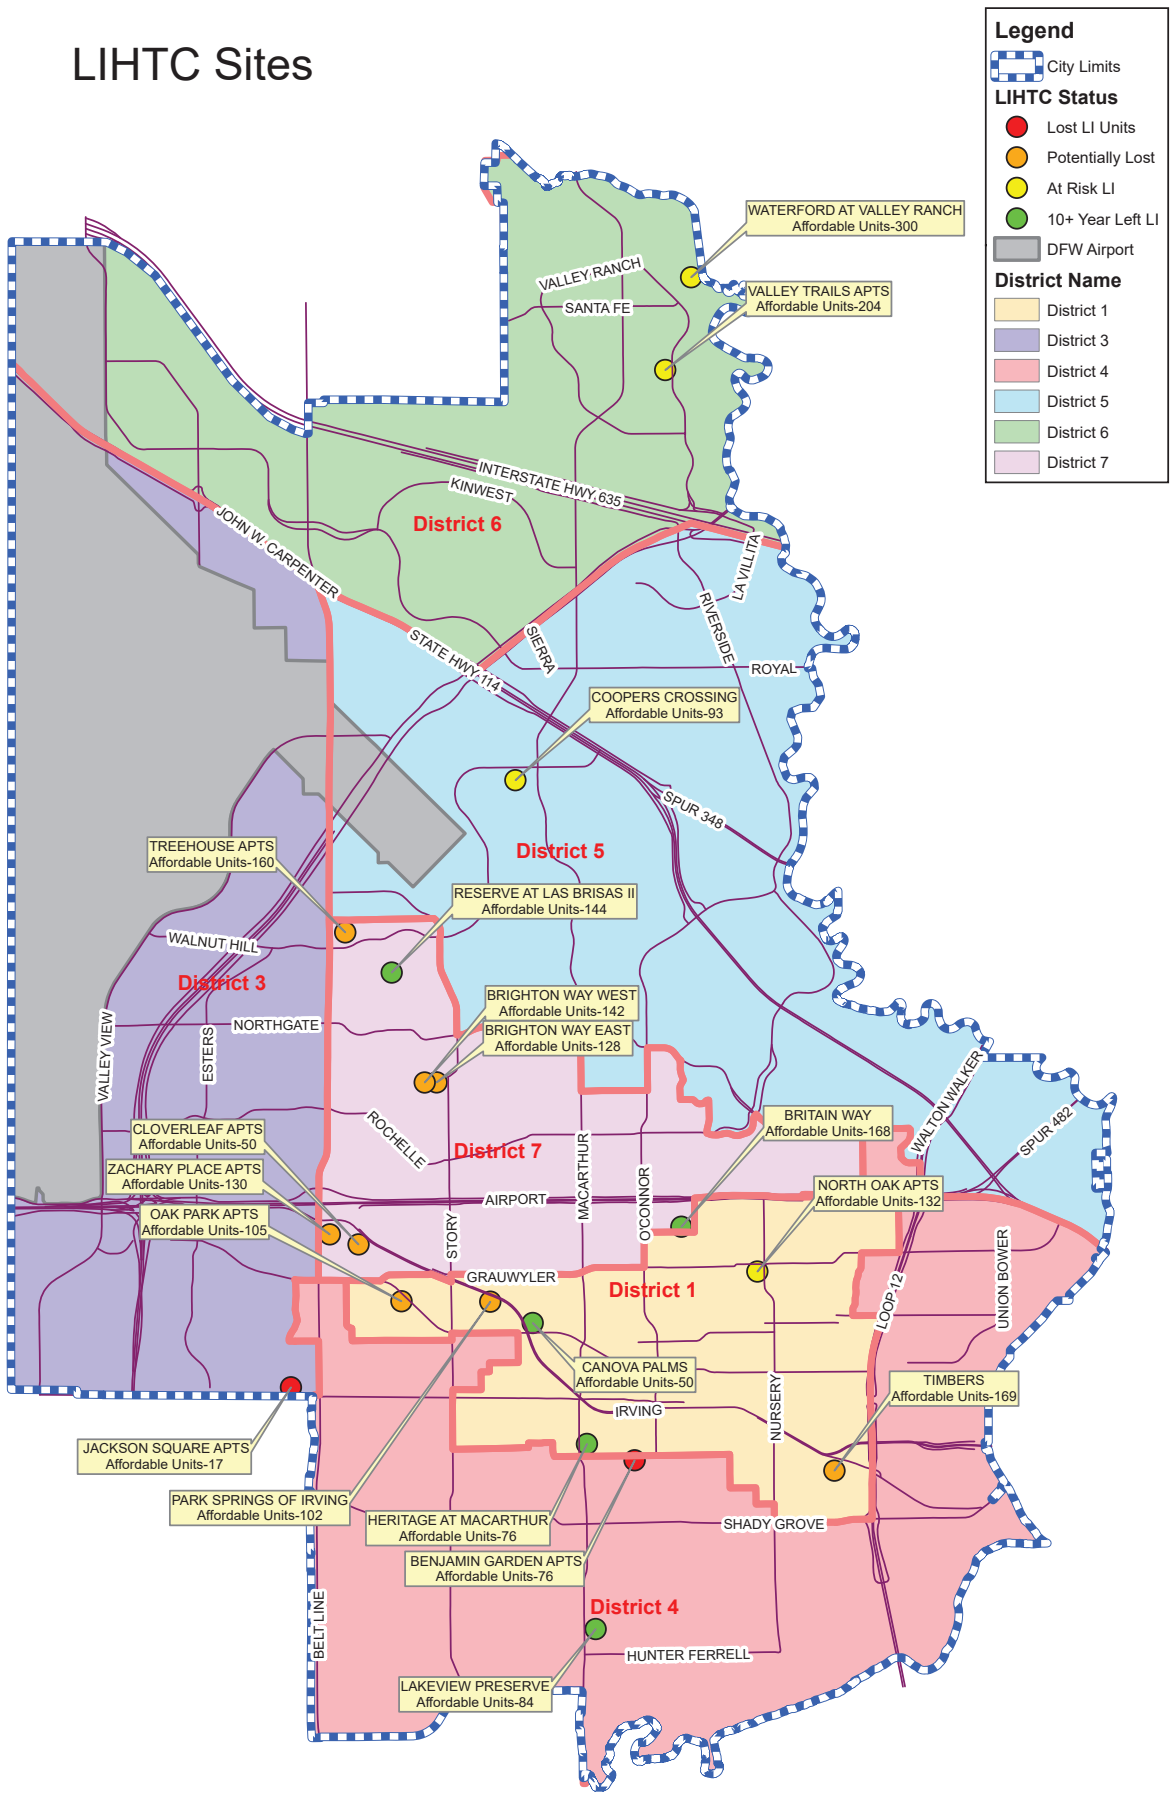 LIHTC Sites
Legend
City Limits
LIHTC Status
Lost LI Units
Potentially Lost
At Risk LI
10+ Year Left LI
DFW Airport
District Name
District 1
District 3
District 4
District 5
District 6
District 7
WATERFORD AT VALLEY RANCH
Affordable Units-300
VALLEY RANCH
SANTA FE
VALLEY TRAILS APTS
Affordable Units-204
INTERSTATE HWY 635
KINWEST
District 6
JOHN W. CARPENTER
LA VILLITA
RIVERSIDE
SIERRA
STATE HWY 114
ROYAL
COOPERS CROSSING
Affordable Units-93
SPUR 348
District 5
TREEHOUSE APTS
Affordable Units-160
RESERVE AT LAS BRISAS II
Affordable Units-144
WALNUT HILL
District 3
BRIGHTON WAY WEST
Affordable Units-142
BRIGHTON WAY EAST
Affordable Units-128
NORTHGATE
VALLEY VIEW
ESTERS
WALTON WALKER
SPUR 482
CLOVERLEAF APTS
Affordable Units-50
ROCHELLE
District 7
BRITAIN WAY
Affordable Units-168
ZACHARY PLACE APTS
Affordable Units-130
MACARTHUR
O'CONNOR
AIRPORT
NORTH OAK APTS
Affordable Units-132
OAK PARK APTS
Affordable Units-105
STORY
GRAUWYLER
District 1
LOOP 12
UNION BOWER
CANOVA PALMS
Affordable Units-50
TIMBERS
Affordable Units-169
NURSERY
IRVING
JACKSON SQUARE APTS
Affordable Units-17
PARK SPRINGS OF IRVING
Affordable Units-102
HERITAGE AT MACARTHUR
Affordable Units-76
SHADY GROVE
BENJAMIN GARDEN APTS
Affordable Units-76
BELT LINE
District 4
HUNTER FERRELL
LAKEVIEW PRESERVE
Affordable Units-84